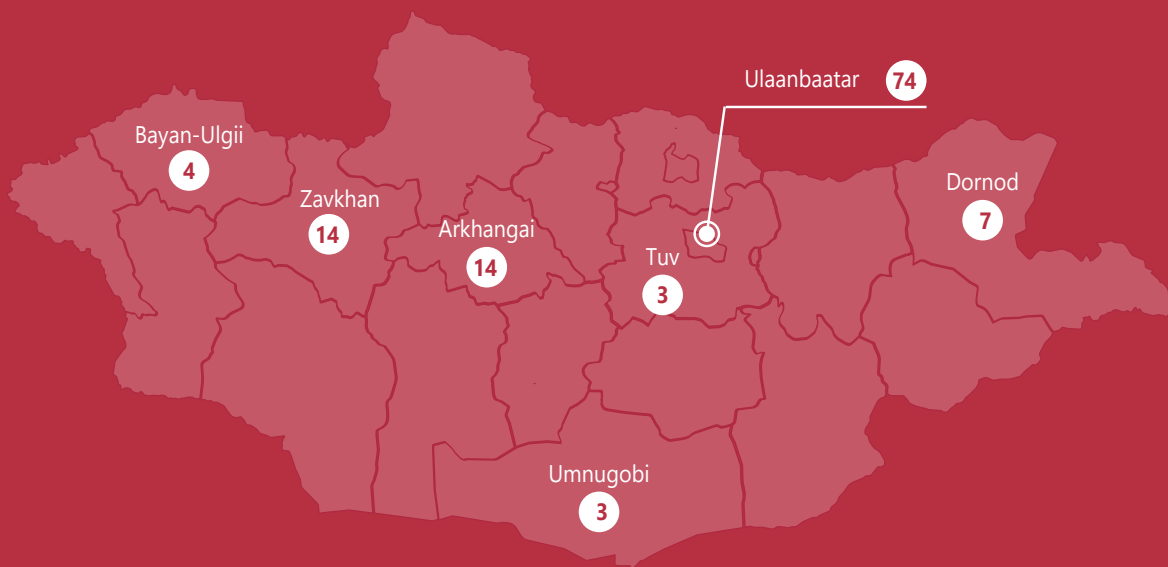 Ulaanbaatar 74
Bayan-Ulgii
4
Zavkhan
14
Arkhangai
14
Tuv
3
Dornod
7
Umnugobi
3